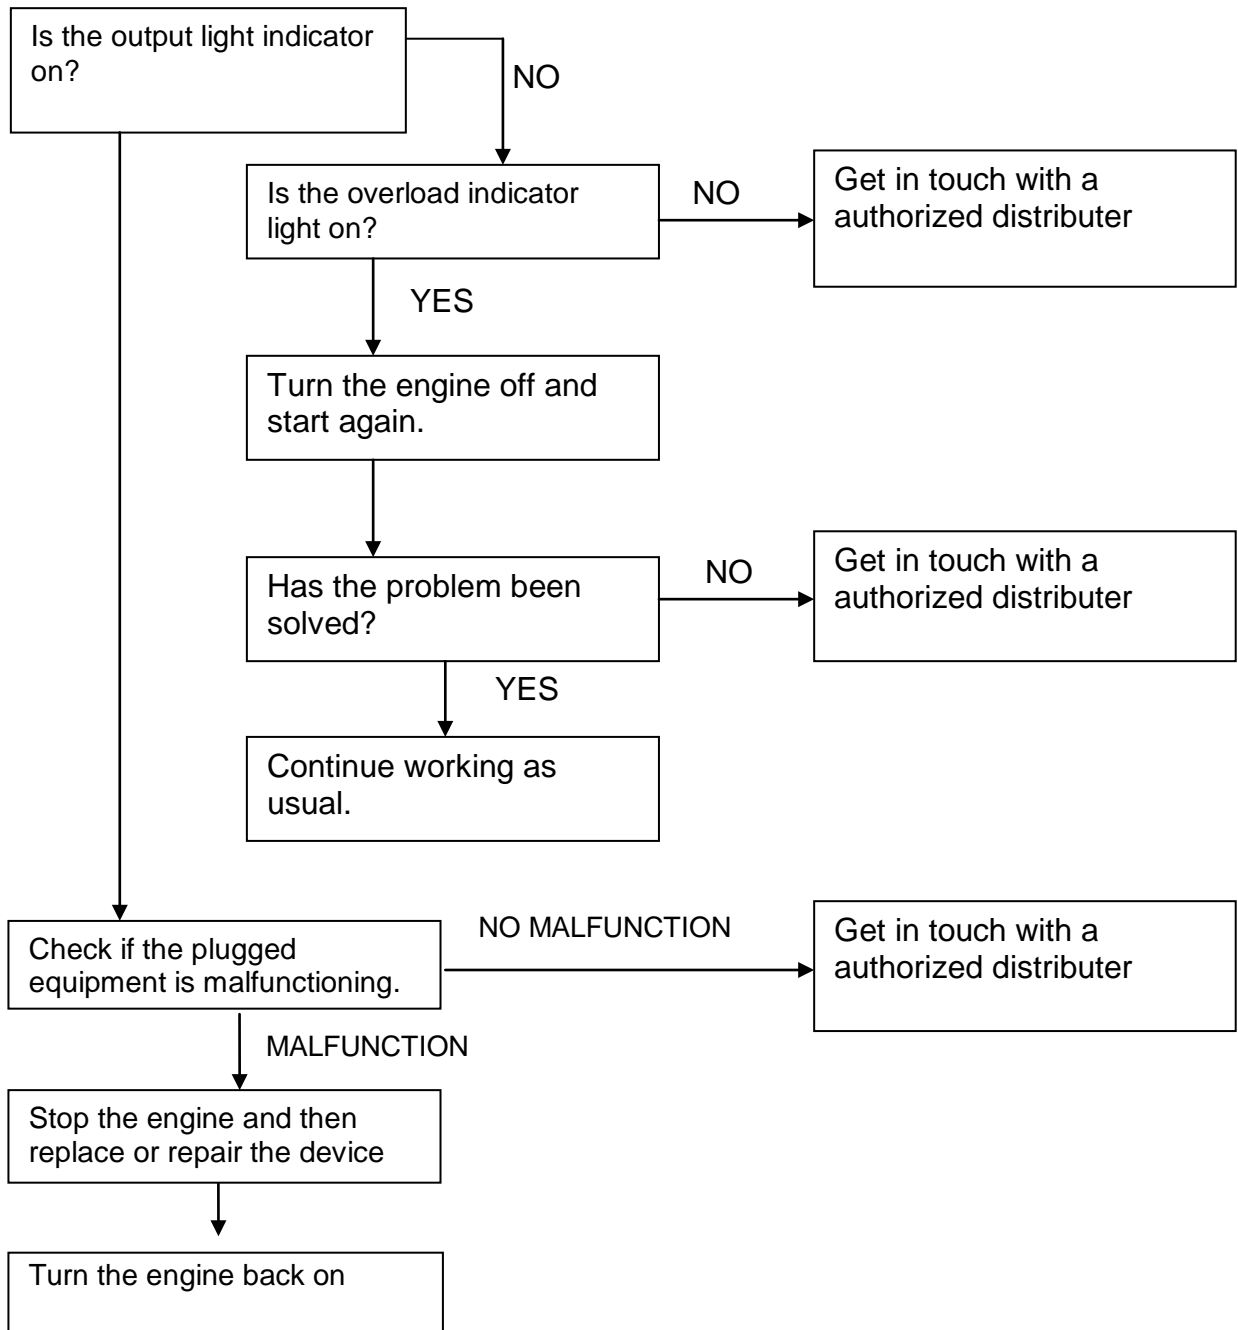 Is the output light indicator
on?
NO
Is the overload indicator
light on?
NO
Get in touch with a
authorized distributer
YES
Turn the engine off and
start again.
Has the problem been
solved?
NO
Get in touch with a
authorized distributer
YES
Continue working as
usual.
Check if the plugged
equipment is malfunctioning.
NO MALFUNCTION
Get in touch with a
authorized distributer
MALFUNCTION
Stop the engine and then
replace or repair the device
Turn the engine back on